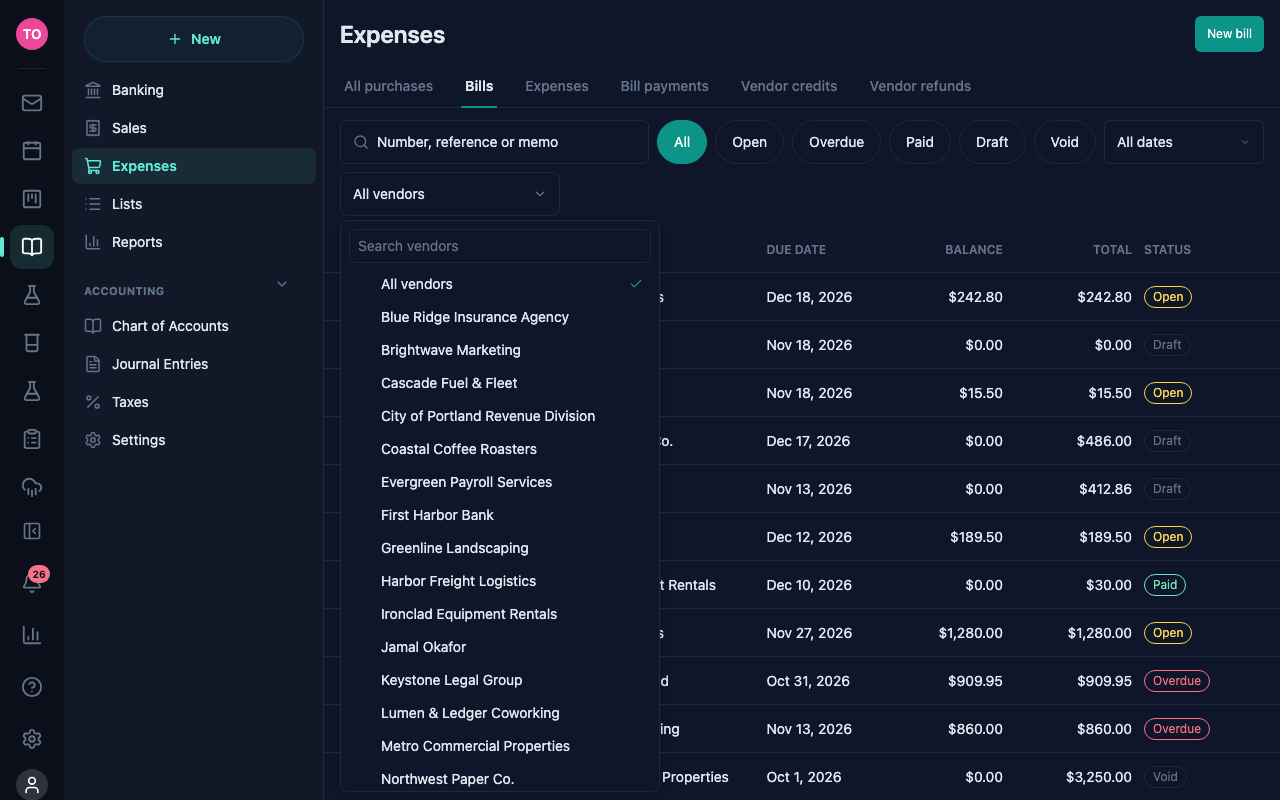 TO
26
+ New
Banking
Sales
Expenses
Lists
Reports
ACCOUNTING
Chart of Accounts
Journal Entries
Taxes
Settings
Expenses
New bill
All purchases
Bills
Expenses
Bill payments
Vendor credits
Vendor refunds
Number, reference or memo
All
Open
Overdue
Paid
Draft
Void
All dates
All vendors
Search vendors
All vendors
Blue Ridge Insurance Agency
Brightwave Marketing
Cascade Fuel & Fleet
City of Portland Revenue Division
Coastal Coffee Roasters
Evergreen Payroll Services
First Harbor Bank
Greenline Landscaping
Harbor Freight Logistics
Ironclad Equipment Rentals
Jamal Okafor
Keystone Legal Group
Lumen & Ledger Coworking
Metro Commercial Properties
Northwest Paper Co.
DUE DATE BALANCE TOTAL STATUS
s Dec 18, 2026 $242.80 $242.80 Open
Nov 18, 2026 $0.00 $0.00 Draft
Nov 18, 2026 $15.50 $15.50 Open
o. Dec 17, 2026 $0.00 $486.00 Draft
Nov 13, 2026 $0.00 $412.86 Draft
Dec 12, 2026 $189.50 $189.50 Open
t Rentals Dec 10, 2026 $0.00 $30.00 Paid
s Nov 27, 2026 $1,280.00 $1,280.00 Open
d Oct 31, 2026 $909.95 $909.95 Overdue
ing Nov 13, 2026 $860.00 $860.00 Overdue
Properties Oct 1, 2026 $0.00 $3,250.00 Void